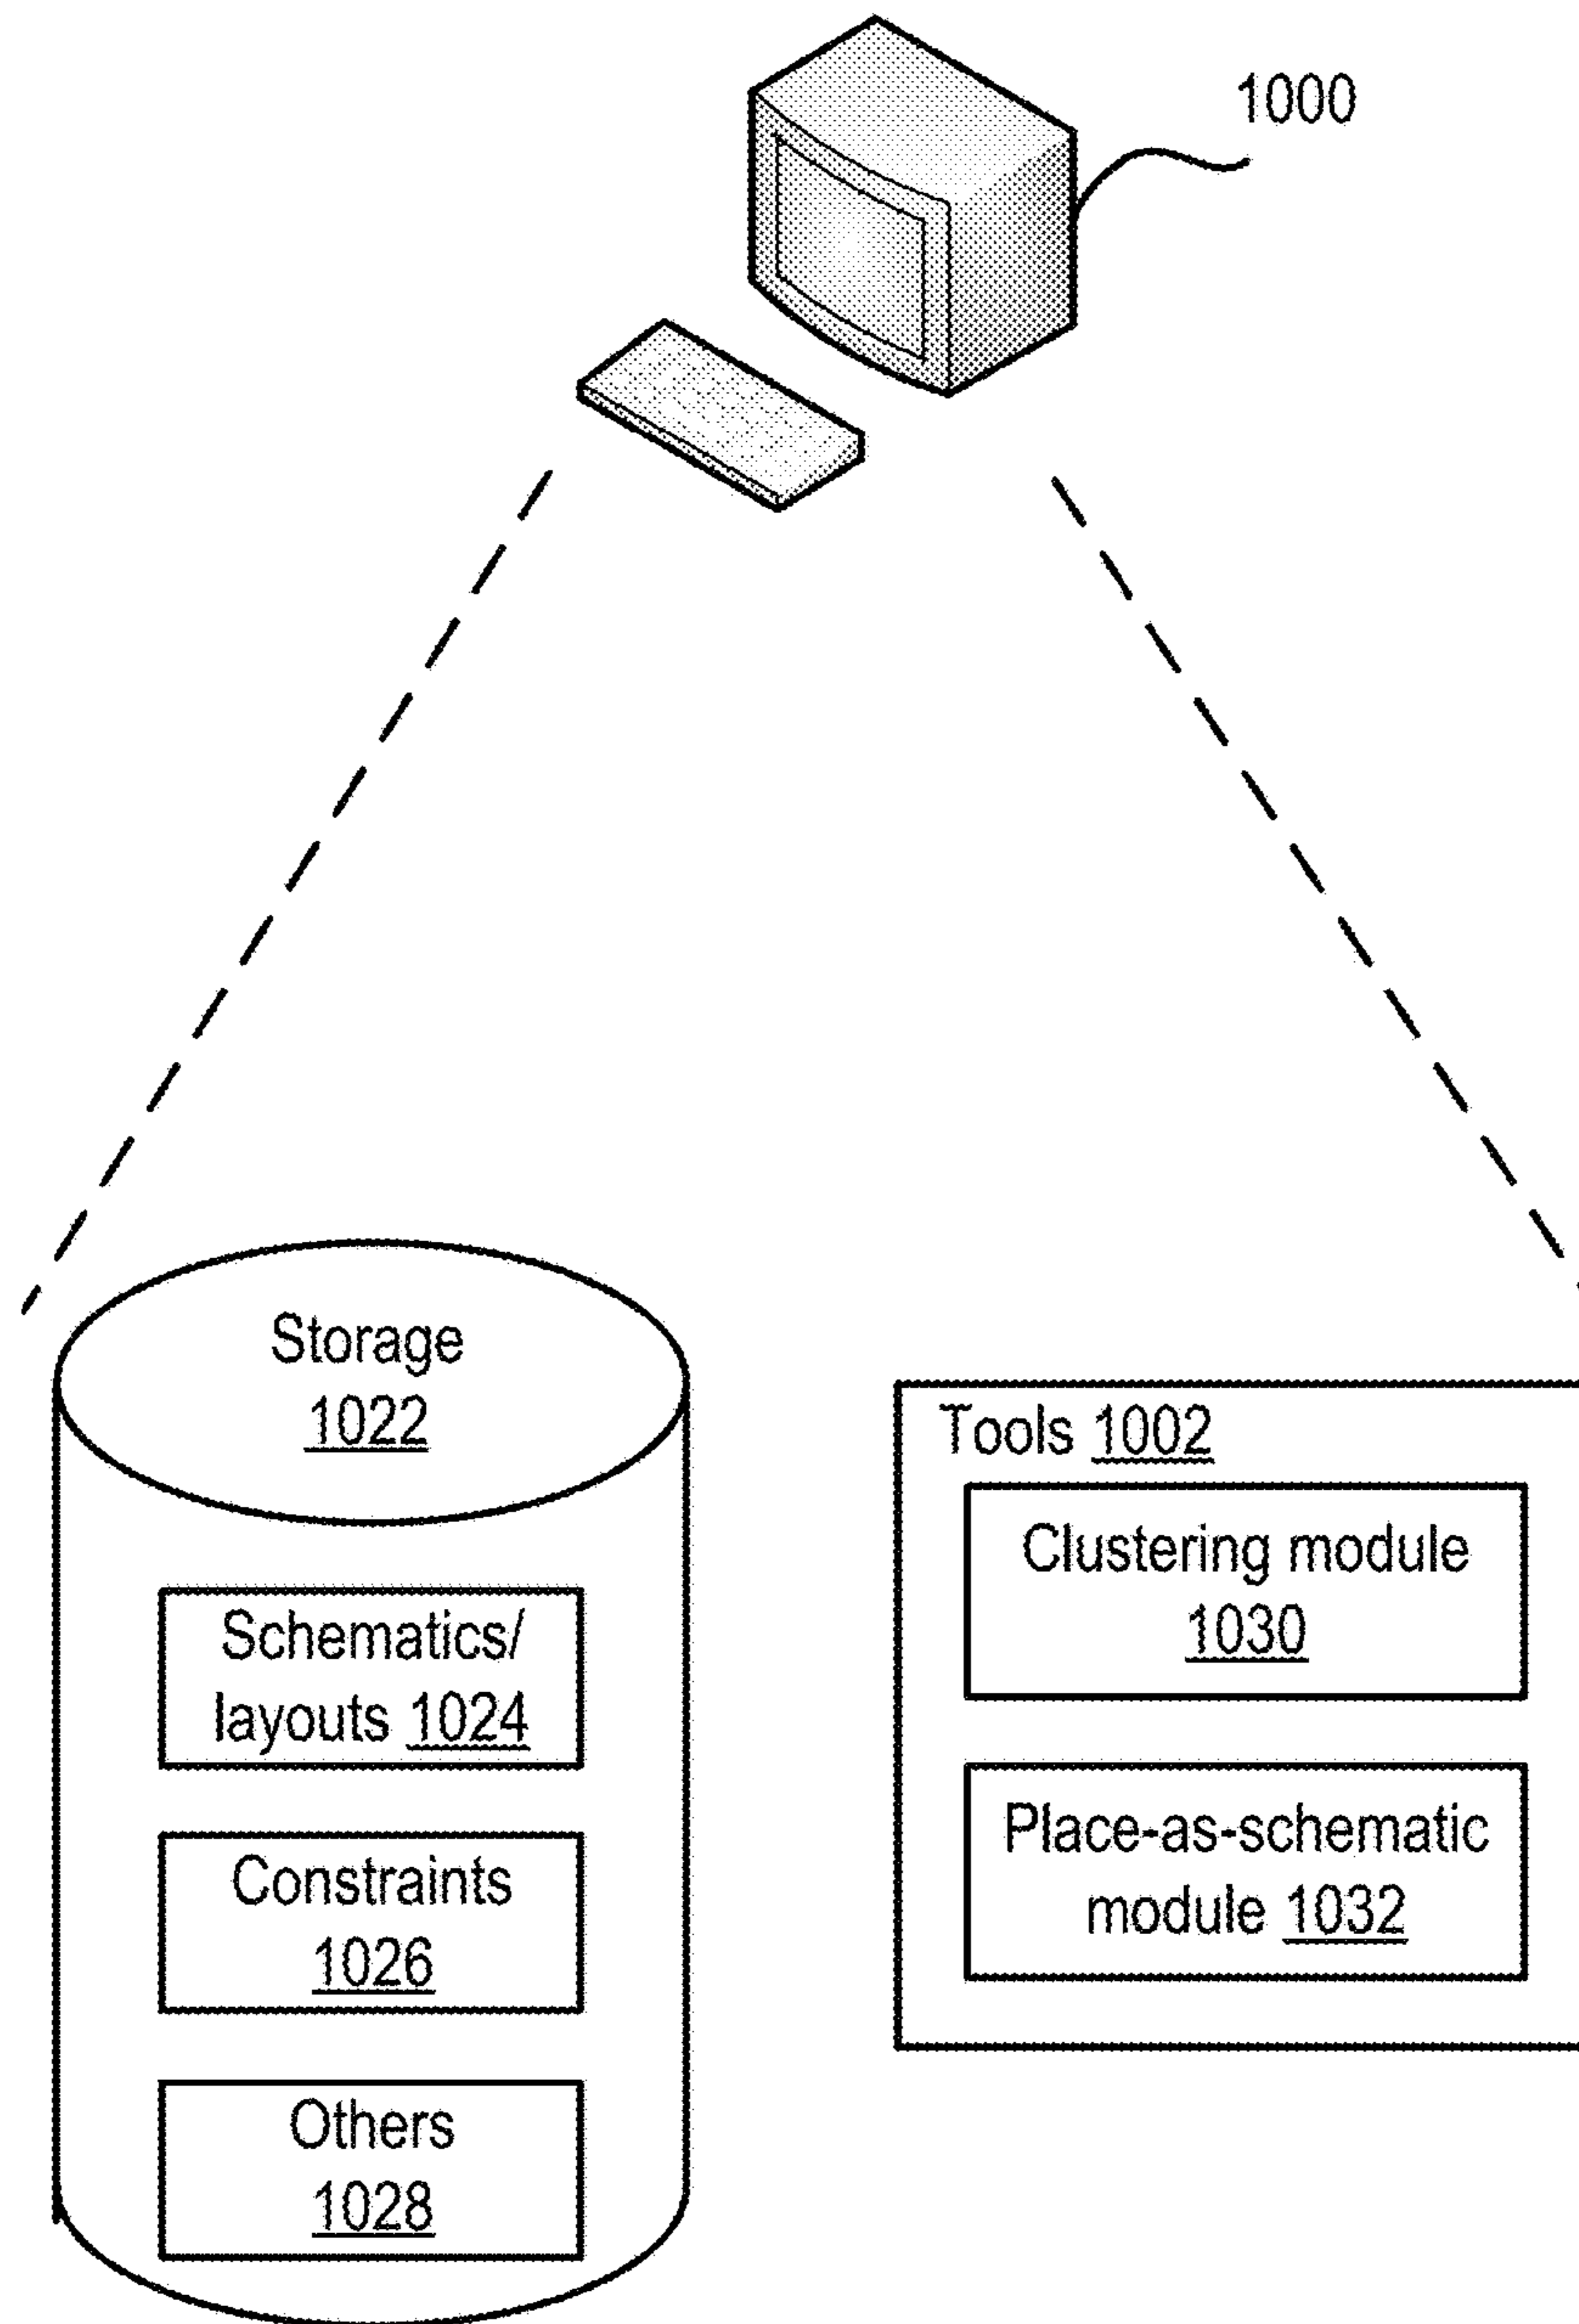 1000
Storage
1022
Schematics/
layouts 1024
Constraints
1026
Others
1028
Tools 1002
Clustering module
1030
Place-as-schematic
module 1032